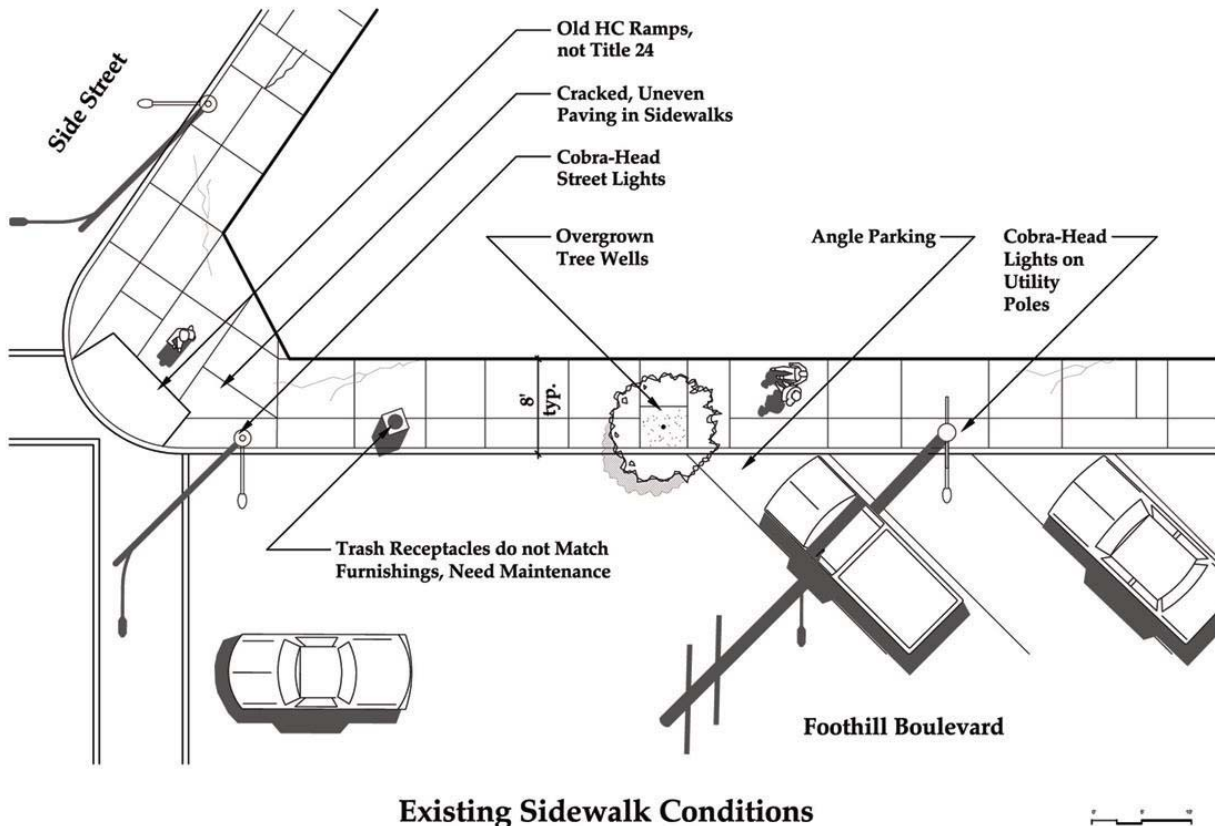 Old HC Ramps,
not Title 24
Side Street
Cracked, Uneven
Paving in Sidewalks
Cobra-Head
Street Lights
Overgrown
Tree Wells
Angle Parking
Cobra-Head
Lights on
Utility
Poles
8'
typ.
Trash Receptacles do not Match
Furnishings, Need Maintenance
Foothill Boulevard
Existing Sidewalk Conditions